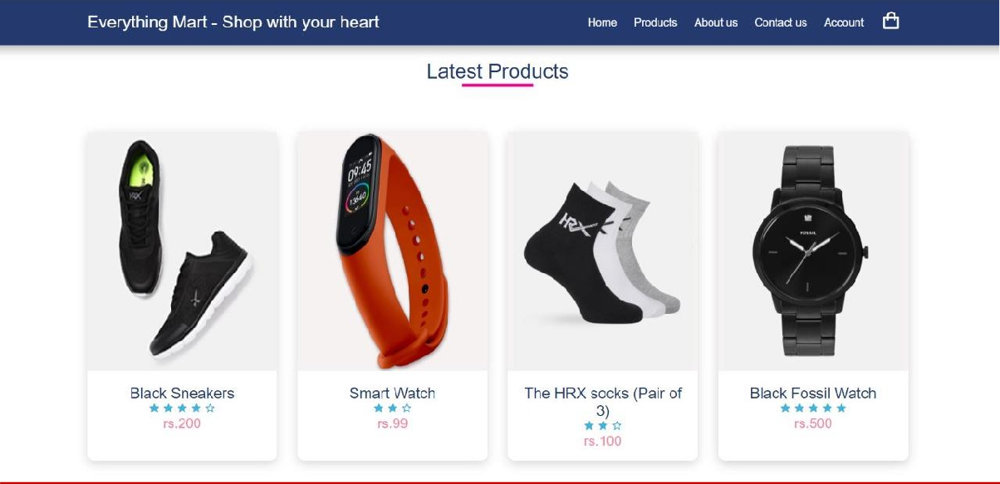 Everything Mart - Shop with your heart
Home Products About us Contact us Account
Latest Products
HRX
09:45
13640
HRX
FOSSIL
Black Sneakers
rs.200
Smart Watch
rs.99
The HRX socks (Pair of
3)
rs.100
Black Fossil Watch
rs.500